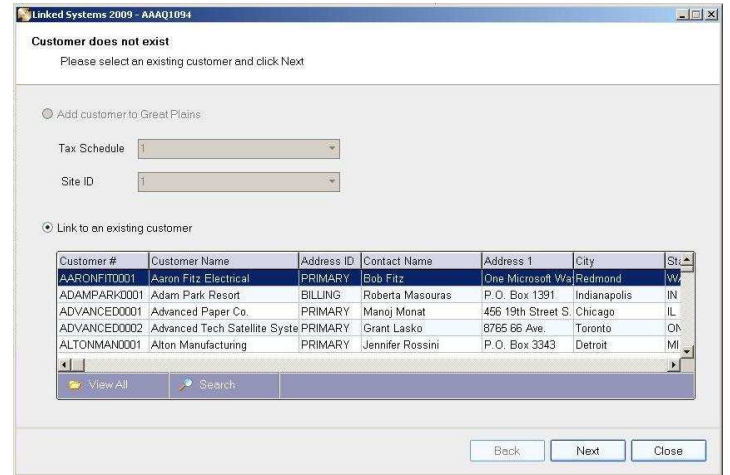 Linked Systems 2009 - AAAQ1094
Customer does not exist
Please select an existing customer and click Next
Add customer to Great Plains
Tax Schedule 1
Site ID 1
Link to an existing customer
Customer # Customer Name Address ID Contact Name Address 1 City Sta
AARONFIT0001 Aaron Fitz Electrical PRIMARY Bob Fitz One Microsoft Way Redmond WA
ADAMPARK0001 Adam Park Resort BILLING Roberta Masouras P.O. Box 1391 Indianapolis IN
ADVANCED0001 Advanced Paper Co. PRIMARY Manoj Monat 456 19th Street S. Chicago IL
ADVANCED0002 Advanced Tech Satellite Syste PRIMARY Grant Lasko 8765 66 Ave. Toronto ON
ALTONMAN0001 Alton Manufacturing PRIMARY Jennifer Rossini P.O. Box 3343 Detroit MI
View All Search
Back Next Close